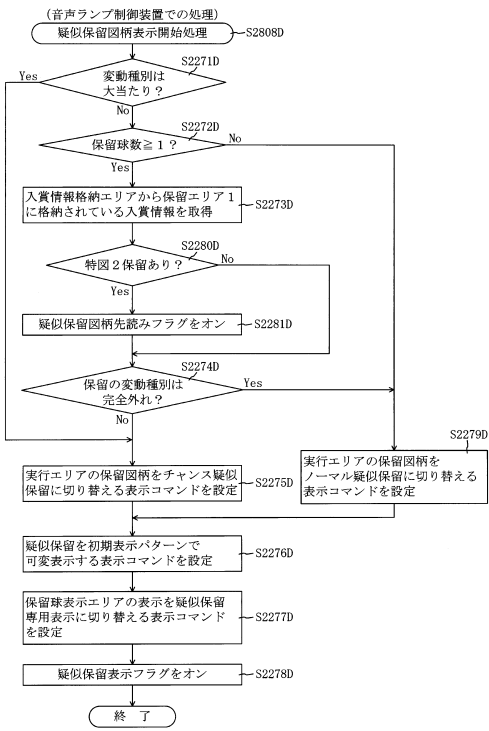 (音声ランプ制御装置での処理)
疑似保留図柄表示開始処理
S2808D
S2271D
Yes
変動種別は
大当たり?
No
S2272D
保留球数≧1?
No
Yes
入賞情報格納エリアから保留エリア1
に格納されている入賞情報を取得
S2273D
S2280D
特図2保留あり?
No
Yes
疑似保留図柄先読みフラグをオン
S2281D
S2274D
保留の変動種別は
完全外れ?
Yes
No
S2279D
実行エリアの保留図柄をチャンス疑似
保留に切り替える表示コマンドを設定
S2275D
実行エリアの保留図柄を
ノーマル疑似保留に切り替える
表示コマンドを設定
疑似保留を初期表示パターンで
可変表示する表示コマンドを設定
S2276D
保留球表示エリアの表示を疑似保留
専用表示に切り替える表示コマンド
を設定
S2277D
疑似保留表示フラグをオン
S2278D
終 了